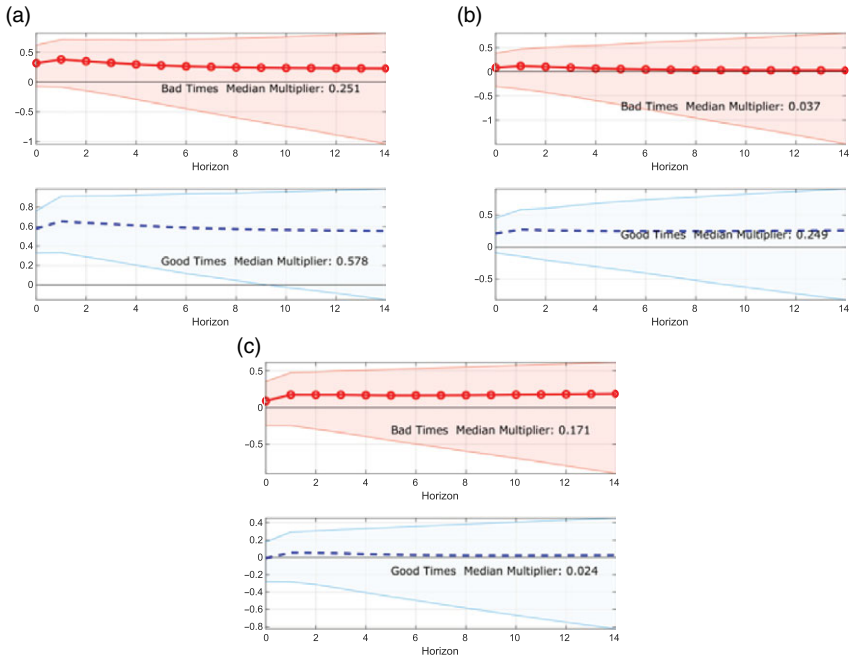 (a)
0.5
0
−0.5
−1
Bad Times Median Multiplier: 0.251
0 2 4 6 8 10 12 14
Horizon
0.8
0.6
0.4
0.2
0
Good Times Median Multiplier: 0.578
0 2 4 6 8 10 12 14
Horizon
(b)
0.5
0
−0.5
−1
Bad Times Median Multiplier: 0.037
0 2 4 6 8 10 12 14
Horizon
0.5
0
−0.5
Good Times Median Multiplier: 0.249
0 2 4 6 8 10 12 14
Horizon
(c)
0.5
0
−0.5
Bad Times Median Multiplier: 0.171
0 2 4 6 8 10 12 14
Horizon
0.4
0.2
0
−0.2
−0.4
−0.6
−0.8
Good Times Median Multiplier: 0.024
0 2 4 6 8 10 12 14
Horizon